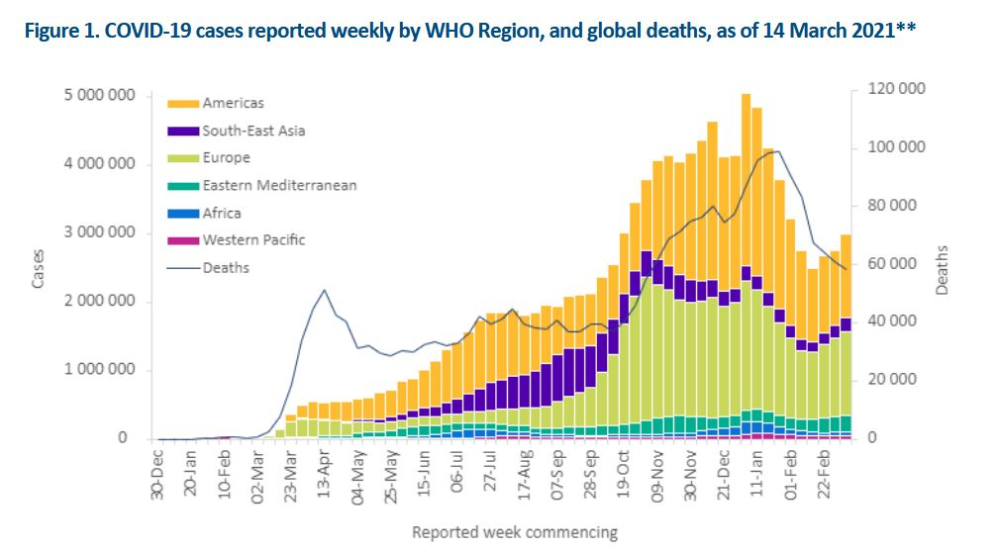 Figure 1. COVID-19 cases reported weekly by WHO Region, and global deaths, as of 14 March 2021**
5 000 000
4 000 000
3 000 000
2 000 000
1 000 000
0
Cases
Americas
South-East Asia
Europe
Eastern Mediterranean
Africa
Western Pacific
Deaths
120 000
100 000
80 000
60 000
40 000
20 000
0
Deaths
30-Dec
20-Jan
10-Feb
02-Mar
23-Mar
13-Apr
04-May
25-May
15-Jun
06-Jul
27-Jul
17-Aug
07-Sep
28-Sep
19-Oct
09-Nov
30-Nov
21-Dec
11-Jan
01-Feb
22-Feb
Reported week commencing